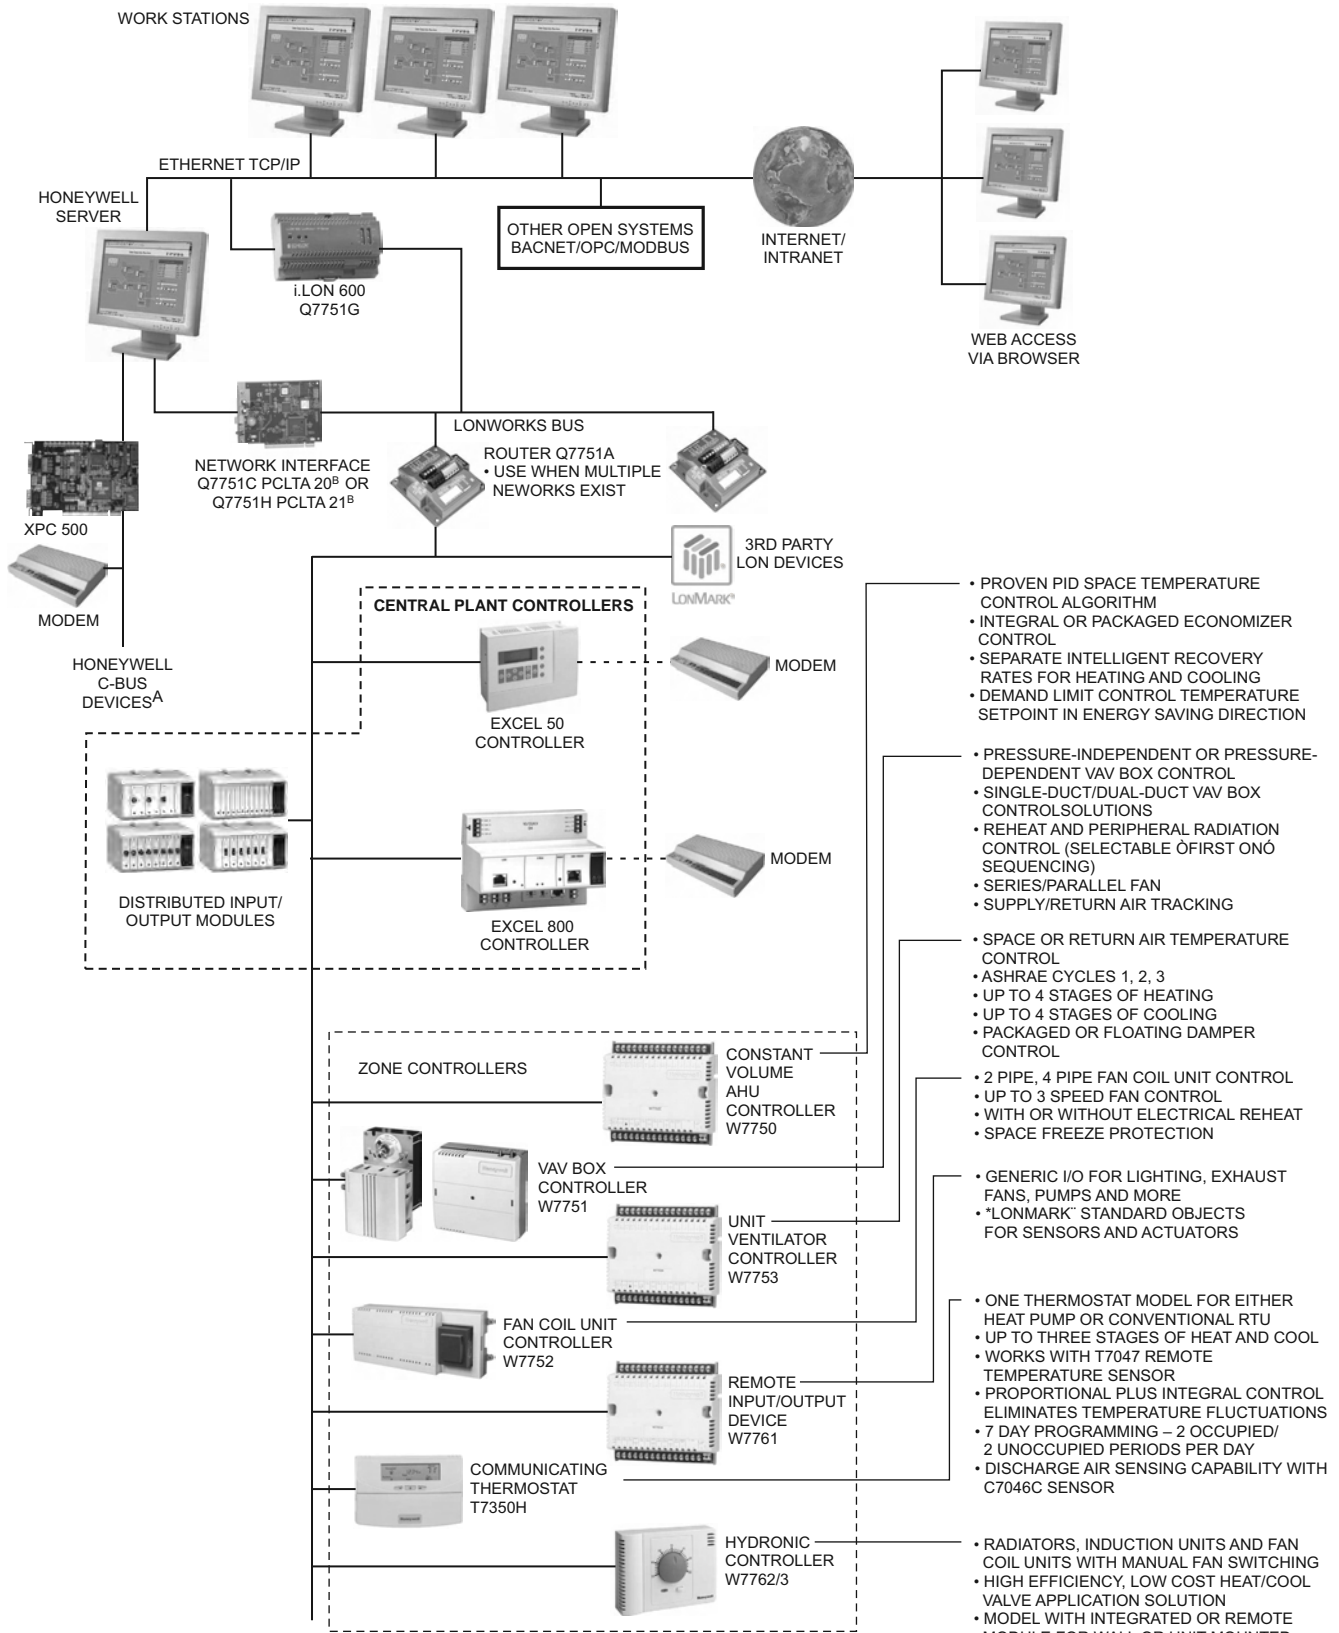 WORK STATIONS
ETHERNET TCP/IP
HONEYWELL
SERVER
i.LON 600
Q7751G
OTHER OPEN SYSTEMS
BACNET/OPC/MODBUS
INTERNET/
INTRANET
WEB ACCESS
VIA BROWSER
LONWORKS BUS
NETWORK INTERFACE
Q7751C PCLTA 20B OR
Q7751H PCLTA 21B
ROUTER Q7751A
• USE WHEN MULTIPLE
NEWORKS EXIST
XPC 500
MODEM
HONEYWELL
C-BUS
DEVICESA
3RD PARTY
LON DEVICES
LONMARK
CENTRAL PLANT CONTROLLERS
EXCEL 50
CONTROLLER
MODEM
DISTRIBUTED INPUT/
OUTPUT MODULES
EXCEL 800
CONTROLLER
MODEM
ZONE CONTROLLERS
CONSTANT
VOLUME
AHU
CONTROLLER
W7750
VAV BOX
CONTROLLER
W7751
UNIT
VENTILATOR
CONTROLLER
W7753
FAN COIL UNIT
CONTROLLER
W7752
REMOTE
INPUT/OUTPUT
DEVICE
W7761
COMMUNICATING
THERMOSTAT
T7350H
HYDRONIC
CONTROLLER
W7762/3
• PROVEN PID SPACE TEMPERATURE
CONTROL ALGORITHM
• INTEGRAL OR PACKAGED ECONOMIZER
CONTROL
• SEPARATE INTELLIGENT RECOVERY
RATES FOR HEATING AND COOLING
• DEMAND LIMIT CONTROL TEMPERATURE
SETPOINT IN ENERGY SAVING DIRECTION
• PRESSURE-INDEPENDENT OR PRESSURE-
DEPENDENT VAV BOX CONTROL
• SINGLE-DUCT/DUAL-DUCT VAV BOX
CONTROLSOLUTIONS
• REHEAT AND PERIPHERAL RADIATION
CONTROL (SELECTABLE ÒFIRST ONÓ
SEQUENCING)
• SERIES/PARALLEL FAN
• SUPPLY/RETURN AIR TRACKING
• SPACE OR RETURN AIR TEMPERATURE
CONTROL
• ASHRAE CYCLES 1, 2, 3
• UP TO 4 STAGES OF HEATING
• UP TO 4 STAGES OF COOLING
• PACKAGED OR FLOATING DAMPER
CONTROL
• 2 PIPE, 4 PIPE FAN COIL UNIT CONTROL
• UP TO 3 SPEED FAN CONTROL
• WITH OR WITHOUT ELECTRICAL REHEAT
• SPACE FREEZE PROTECTION
• GENERIC I/O FOR LIGHTING, EXHAUST
FANS, PUMPS AND MORE
• *LONMARK¨ STANDARD OBJECTS
FOR SENSORS AND ACTUATORS
• ONE THERMOSTAT MODEL FOR EITHER
HEAT PUMP OR CONVENTIONAL RTU
• UP TO THREE STAGES OF HEAT AND COOL
• WORKS WITH T7047 REMOTE
TEMPERATURE SENSOR
• PROPORTIONAL PLUS INTEGRAL CONTROL
ELIMINATES TEMPERATURE FLUCTUATIONS
• 7 DAY PROGRAMMING – 2 OCCUPIED/
2 UNOCCUPIED PERIODS PER DAY
• DISCHARGE AIR SENSING CAPABILITY WITH
C7046C SENSOR
• RADIATORS, INDUCTION UNITS AND FAN
COIL UNITS WITH MANUAL FAN SWITCHING
• HIGH EFFICIENCY, LOW COST HEAT/COOL
VALVE APPLICATION SOLUTION
• MODEL WITH INTEGRATED OR REMOTE